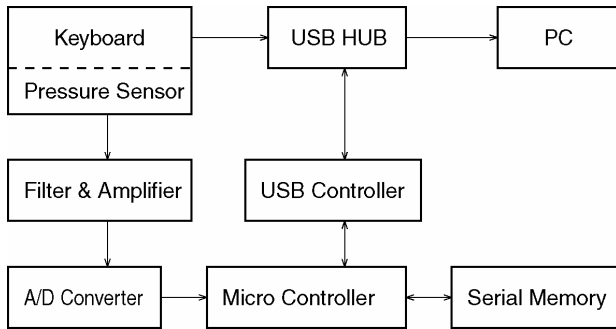 Keyboard
Pressure Sensor
USB HUB
PC
Filter & Amplifier
USB Controller
A/D Converter
Micro Controller
Serial Memory